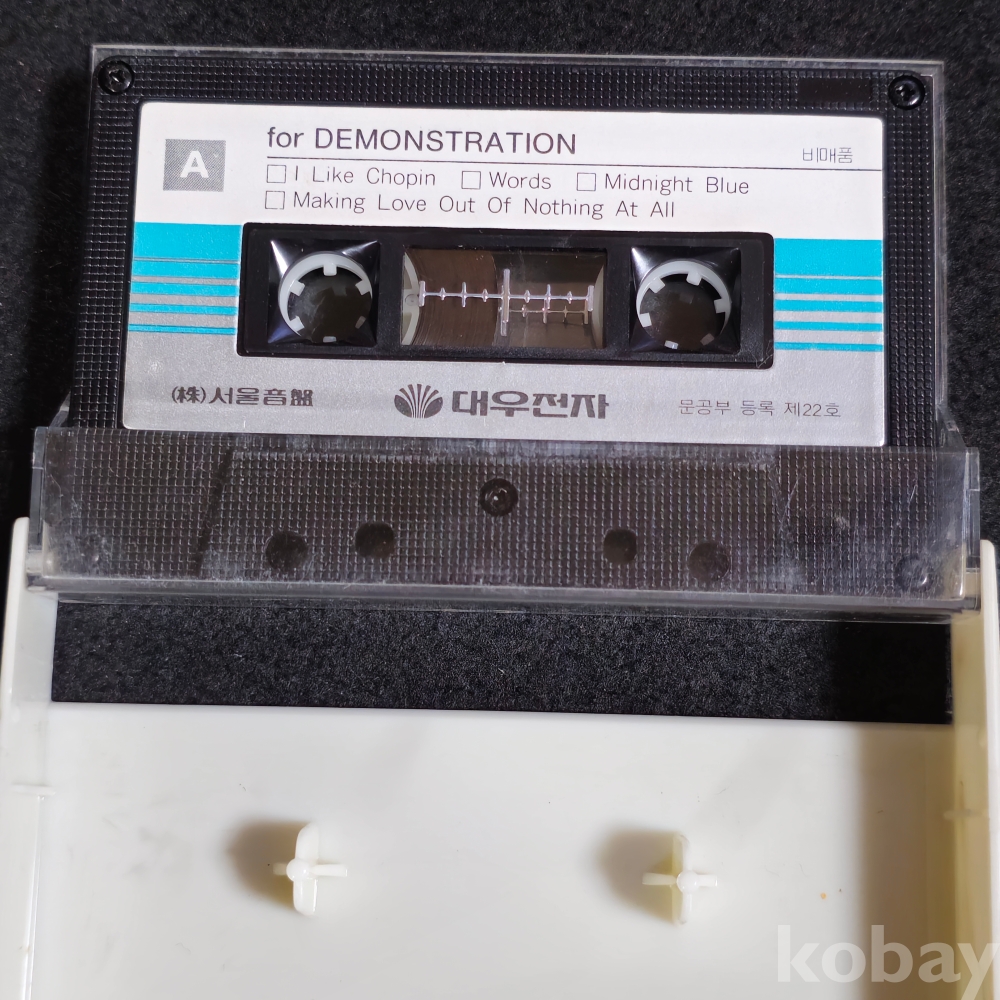 A
for DEMONSTRATION
비매품
□ I Like Chopin □ Words □ Midnight Blue
□ Making Love Out Of Nothing At All
(株)서울音盤
대우전자
문공부 등록 제22호
kobay